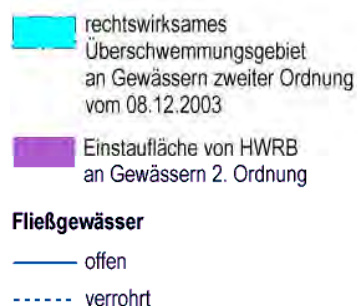 rechtswirksames
Überschwemmungsgebiet
an Gewässern zweiter Ordnung
vom 08.12.2003
Einstaufläche von HWRB
an Gewässern 2. Ordnung
Fließgewässer
offen
verrohrt